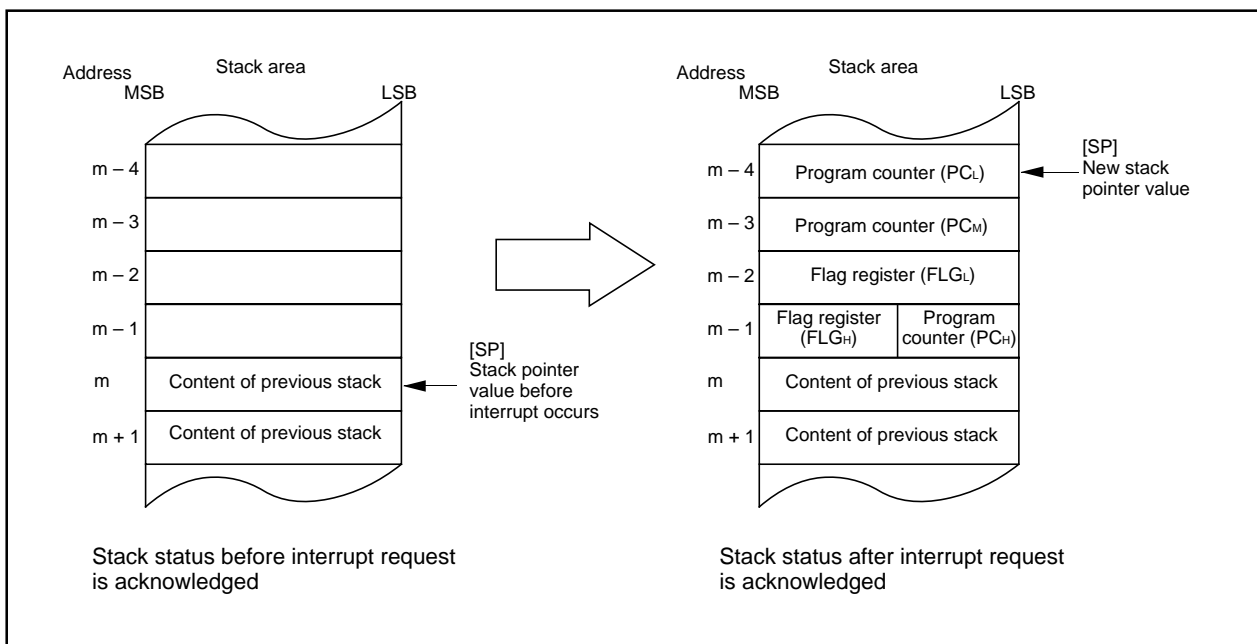 Address
MSB
Stack area
LSB
m – 4
m – 3
m – 2
m – 1
m
Content of previous stack
m + 1
Content of previous stack
[SP]
Stack pointer
value before
interrupt occurs
Stack status before interrupt request
is acknowledged
Address
MSB
Stack area
LSB
m – 4
Program counter (PCL)
[SP]
New stack
pointer value
m – 3
Program counter (PCM)
m – 2
Flag register (FLGL)
m – 1
Flag register
(FLGH)
Program
counter (PCH)
m
Content of previous stack
m + 1
Content of previous stack
Stack status after interrupt request
is acknowledged